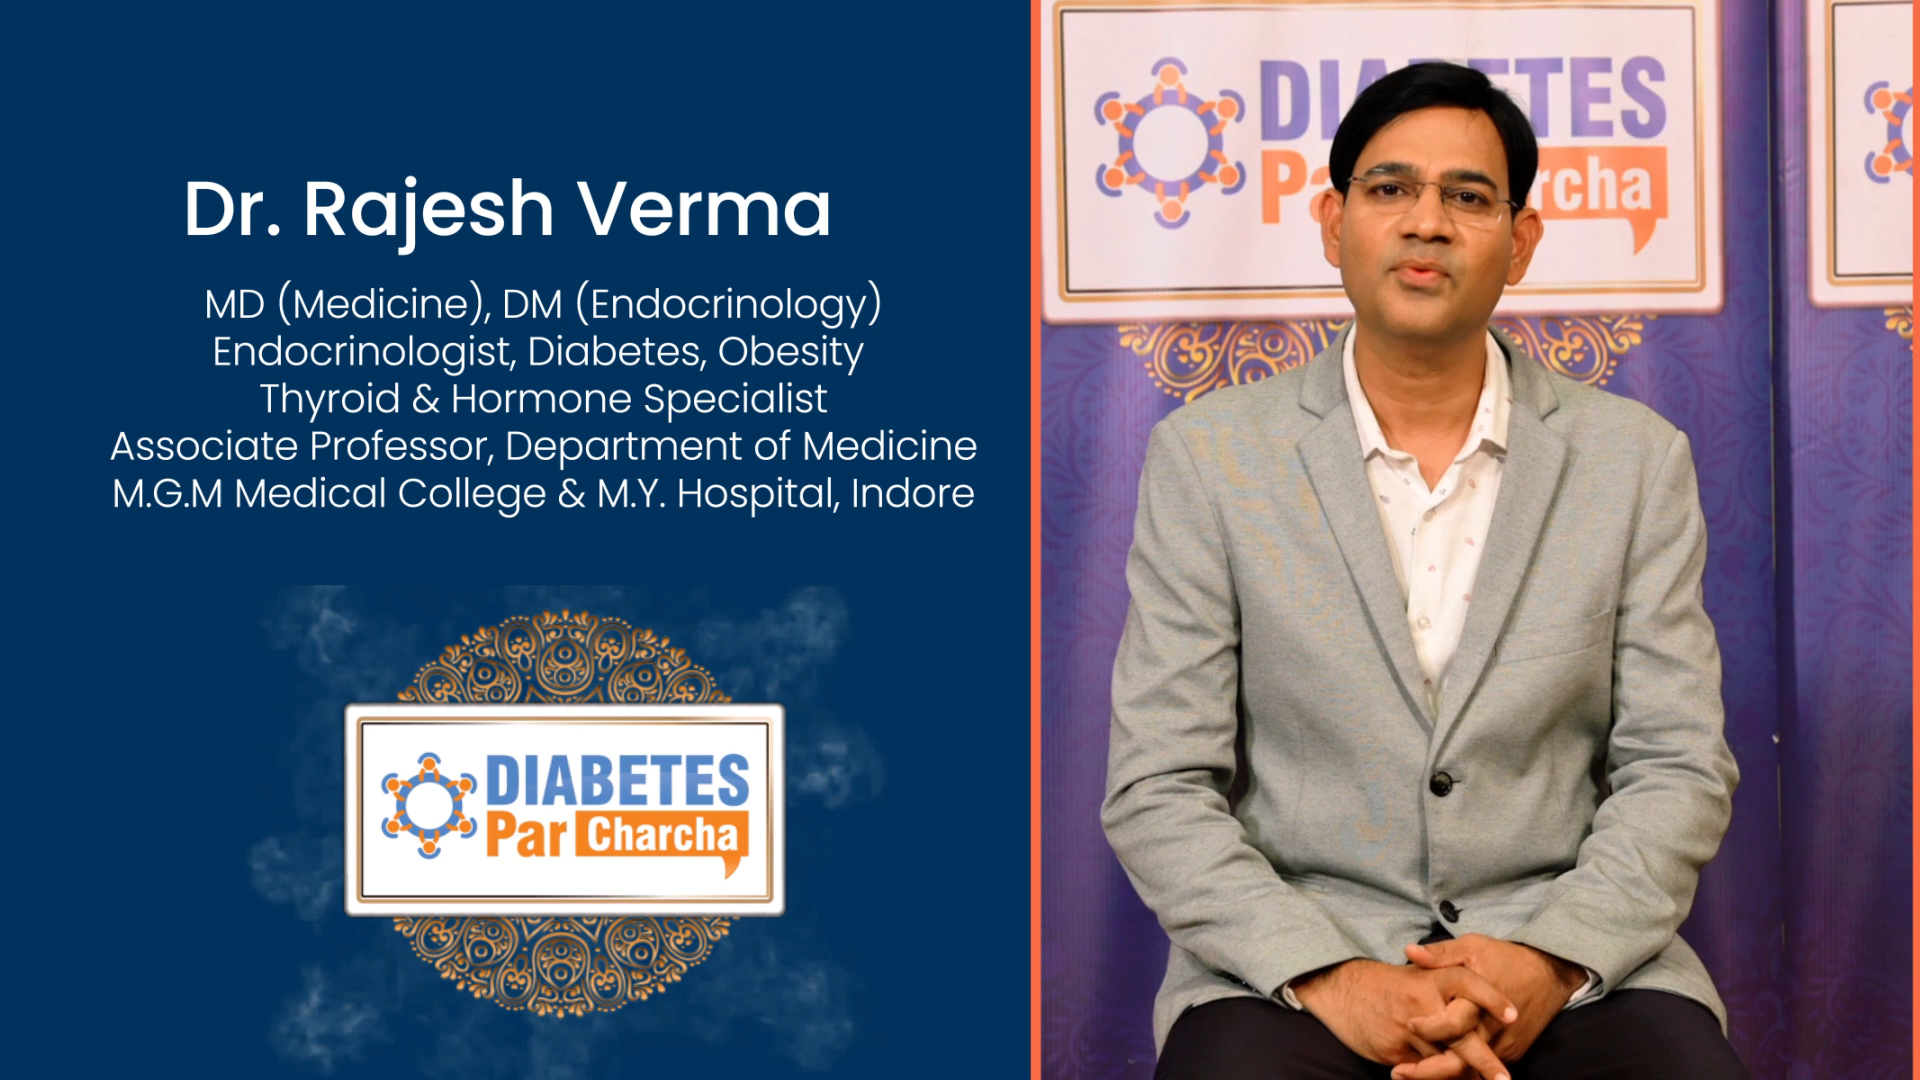 Dr. Rajesh Verma
MD (Medicine), DM (Endocrinology)
Endocrinologist, Diabetes, Obesity
Thyroid & Hormone Specialist
Associate Professor, Department of Medicine
M.G.M Medical College & M.Y. Hospital, Indore
DIABETES
Par Charcha